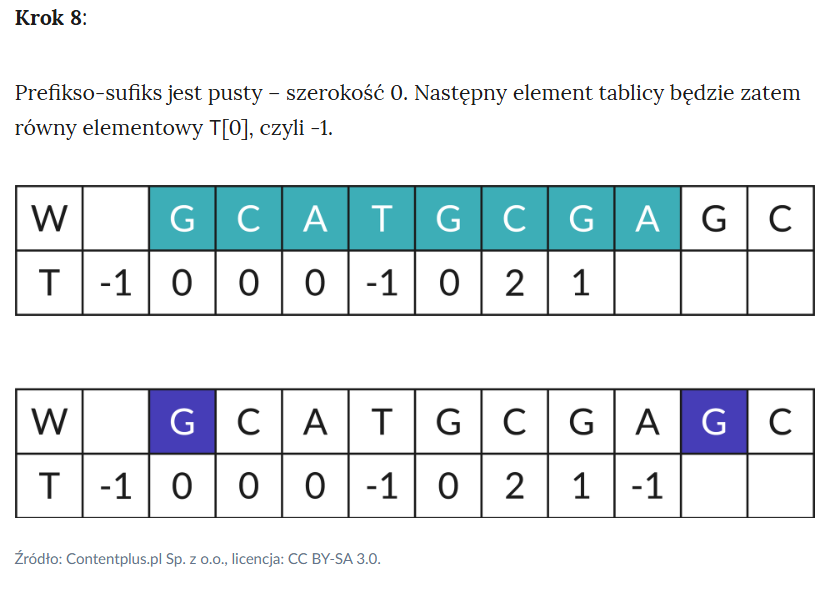 Krok 8:
Prefikso-sufiks jest pusty – szerokość 0. Następny element tablicy będzie zatem
równy elementowy T[0], czyli -1.
W G C A T G C G A G C
T -1 0 0 0 -1 0 2 1
W G C A T G C G A G C
T -1 0 0 0 -1 0 2 1 -1
Źródło: Contentplus.pl Sp. z o.o., licencja: CC BY-SA 3.0.